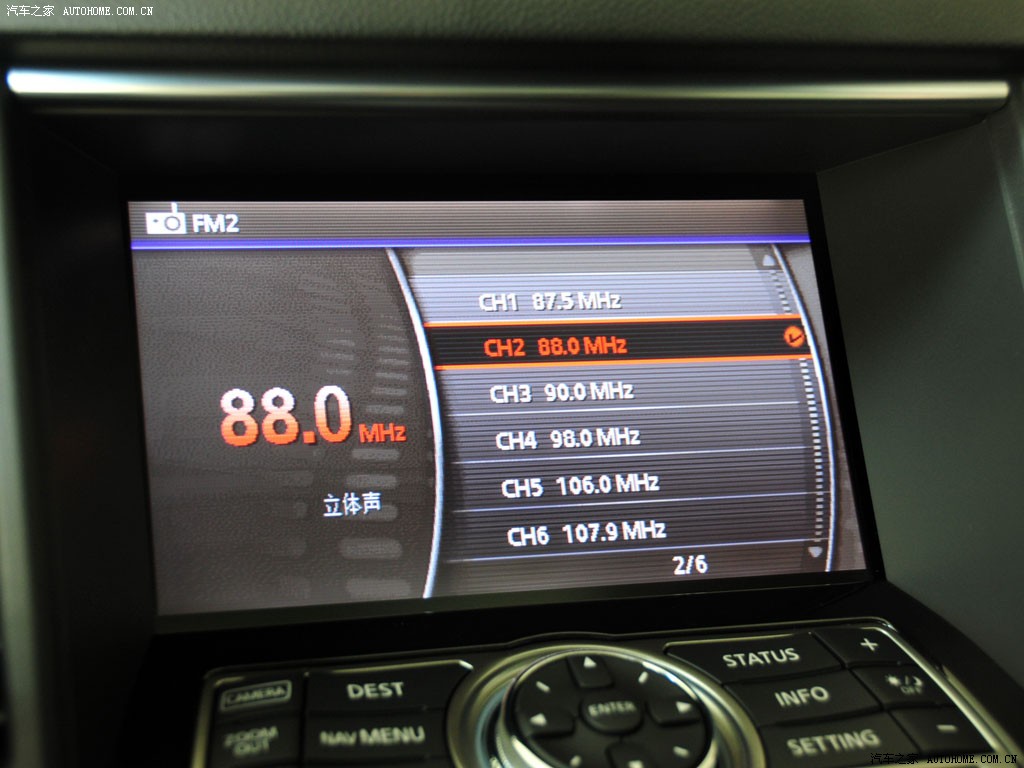 汽车之家 AUTOHOME.COM.CN
FM2
CH1 87.5 MHz
CH2 88.0 MHz
CH3 90.0 MHz
88.0 MHz
CH4 98.0 MHz
立体声
CH5 106.0 MHz
CH6 107.9 MHz
2/6
CAMERA
DEST
STATUS
+
ZOOM OUT
NAV MENU
ENTER
INFO
OFF
SETTING
-
汽车之家 AUTOHOME.COM.CN